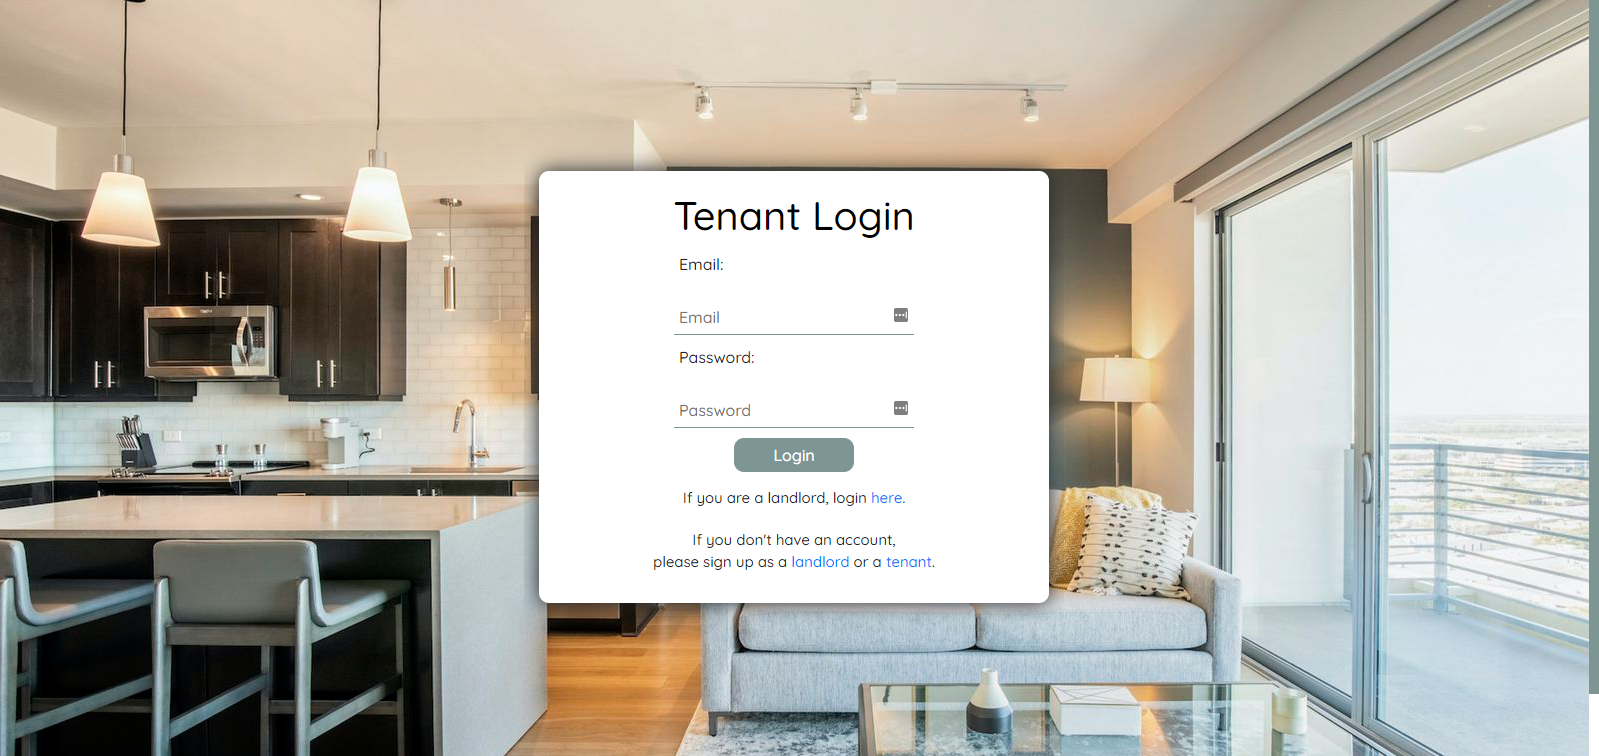 Tenant Login
Email:
Email
Password:
Password
Login
If you are a landlord, login here.
If you don't have an account,
please sign up as a landlord or a tenant.